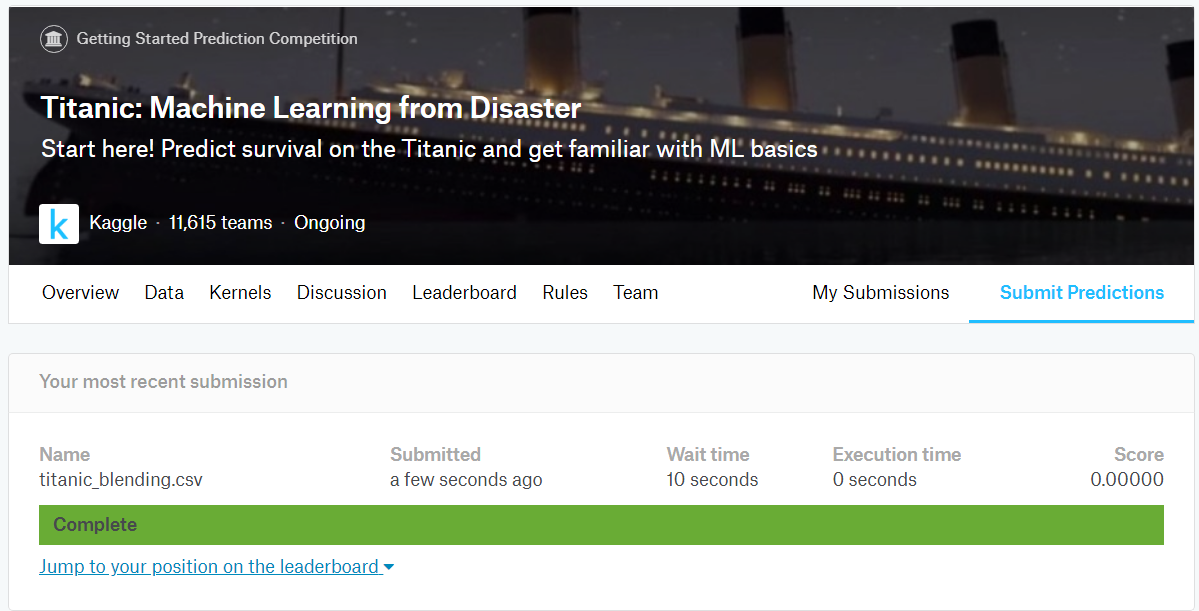 Getting Started Prediction Competition
Titanic: Machine Learning from Disaster
Start here! Predict survival on the Titanic and get familiar with ML basics
k Kaggle · 11,615 teams · Ongoing
Overview Data Kernels Discussion Leaderboard Rules Team My Submissions Submit Predictions
Your most recent submission
Name Submitted Wait time Execution time Score
titanic_blending.csv a few seconds ago 10 seconds 0 seconds 0.00000
Complete
Jump to your position on the leaderboard